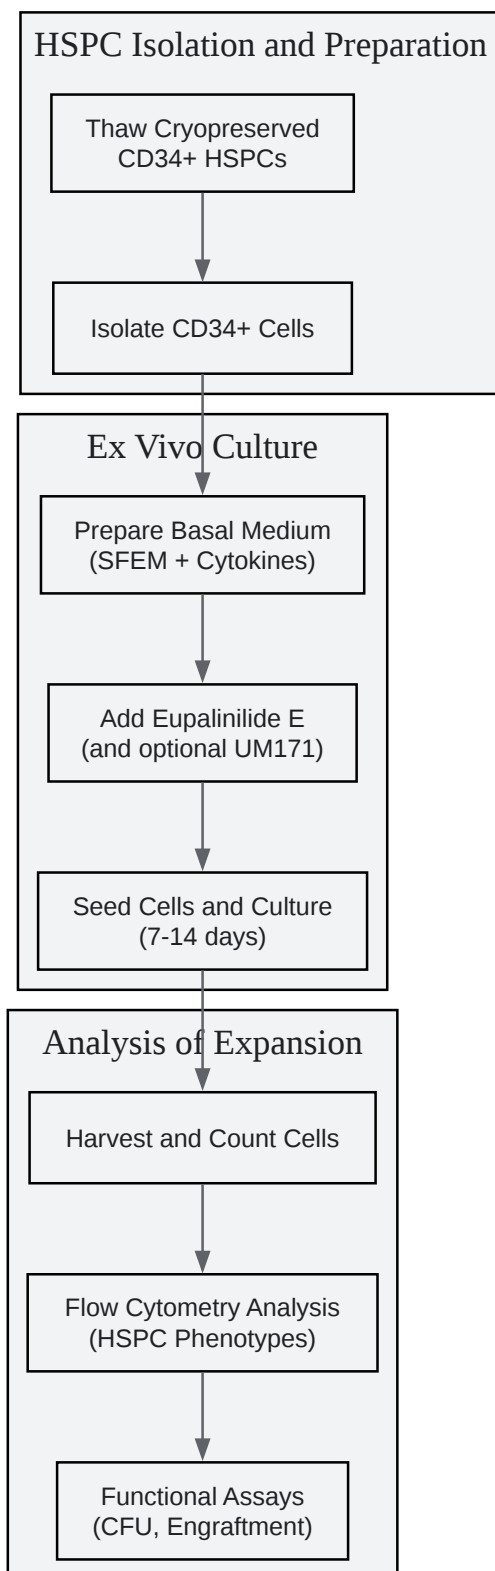 HSPC Isolation and Preparation
Thaw Cryopreserved
CD34+ HSPCs
Isolate CD34+ Cells
Ex Vivo Culture
Prepare Basal Medium
(SFEM + Cytokines)
Add Eupalinilide E
(and optional UM171)
Seed Cells and Culture
(7-14 days)
Analysis of Expansion
Harvest and Count Cells
Flow Cytometry Analysis
(HSPC Phenotypes)
Functional Assays
(CFU, Engraftment)